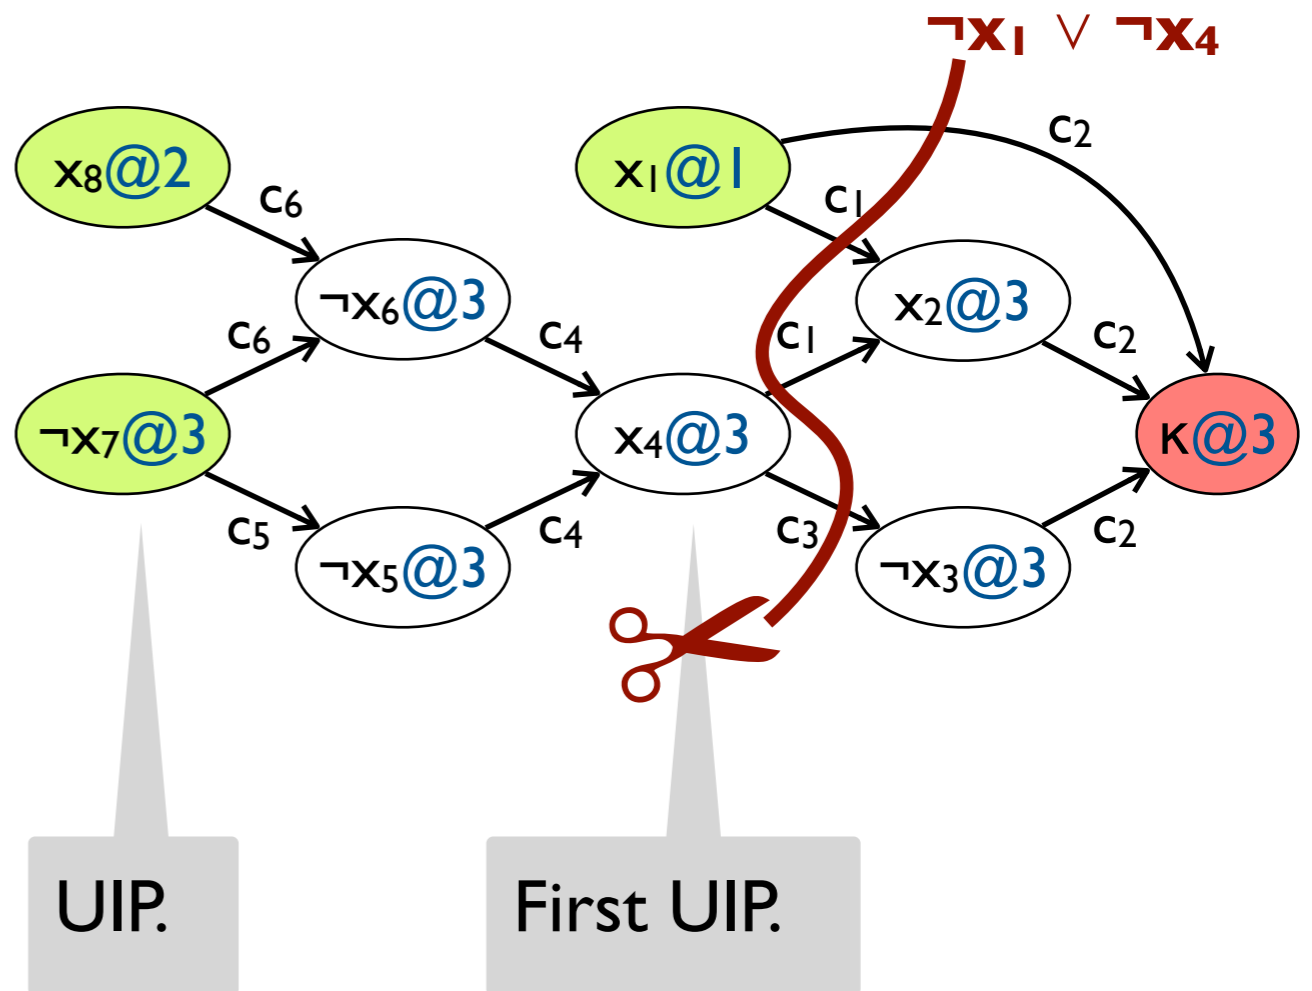 ¬x₁ ∨ ¬x₄
c₂
x₈@2
x₁@1
c₆
c₁
¬x₆@3
x₂@3
c₆
c₄
c₁
c₂
¬x₇@3
x₄@3
κ@3
c₅
c₄
c₃
c₂
¬x₅@3
¬x₃@3
UIP.
First UIP.